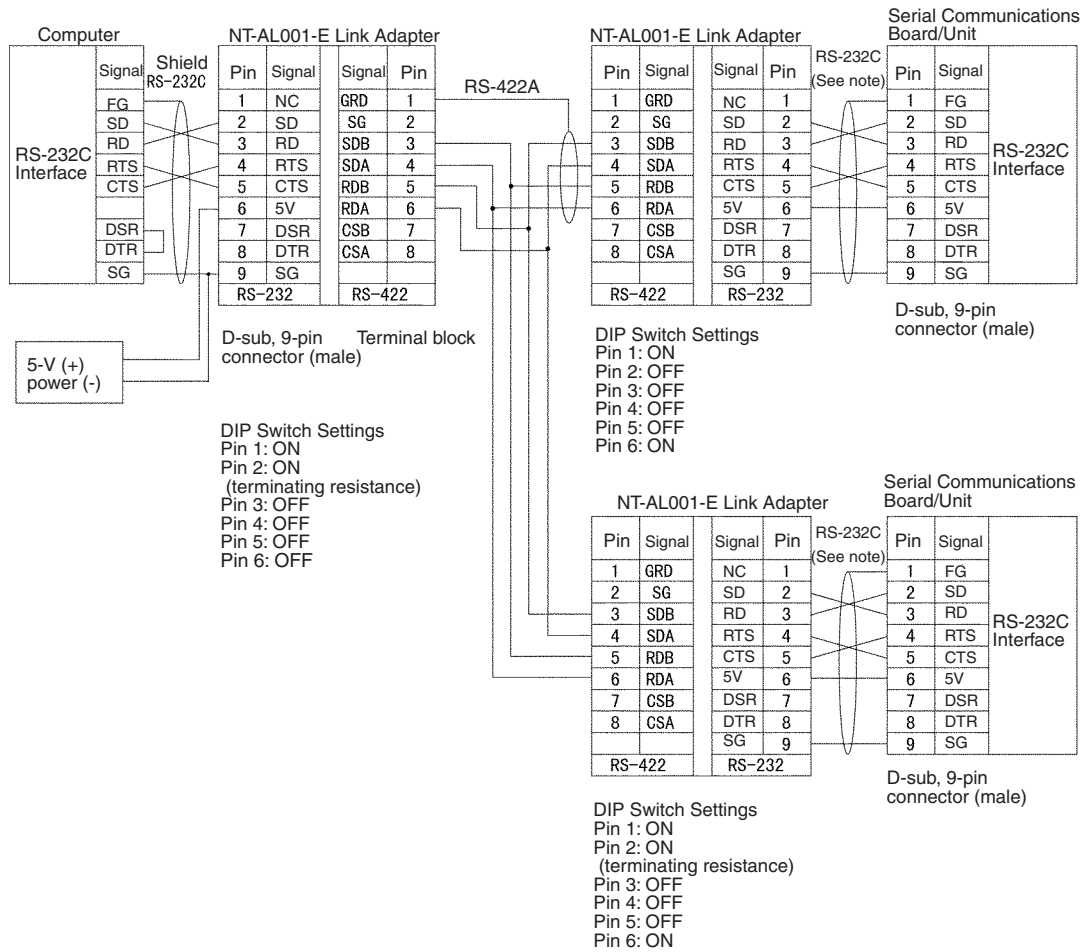 Computer
Shield
RS-232C
Signal
FG
SD
RD
RTS
CTS
DSR
DTR
SG
RS-232C
Interface
5-V (+)
power (-)
NT-AL001-E Link Adapter
Pin Signal Signal Pin
1 NC GRD 1
2 SD SG 2
3 RD SDB 3
4 RTS SDA 4
5 CTS RDB 5
6 5V RDA 6
7 DSR CSB 7
8 DTR CSA 8
9 SG
RS-232 RS-422
D-sub, 9-pin
connector (male)
Terminal block
DIP Switch Settings
Pin 1: ON
Pin 2: ON
(terminating resistance)
Pin 3: OFF
Pin 4: OFF
Pin 5: OFF
Pin 6: OFF
RS-422A
NT-AL001-E Link Adapter
Pin Signal Signal Pin
1 GRD NC 1
2 SG SD 2
3 SDB RD 3
4 SDA RTS 4
5 RDB CTS 5
6 RDA 5V 6
7 CSB DSR 7
8 CSA DTR 8
SG 9
RS-422 RS-232
DIP Switch Settings
Pin 1: ON
Pin 2: OFF
Pin 3: OFF
Pin 4: OFF
Pin 5: OFF
Pin 6: ON
RS-232C
(See note)
Serial Communications
Board/Unit
Pin Signal
1 FG
2 SD
3 RD
4 RTS
5 CTS
6 5V
7 DSR
8 DTR
9 SG
RS-232C
Interface
D-sub, 9-pin
connector (male)
NT-AL001-E Link Adapter
Pin Signal Signal Pin
1 GRD NC 1
2 SG SD 2
3 SDB RD 3
4 SDA RTS 4
5 RDB CTS 5
6 RDA 5V 6
7 CSB DSR 7
8 CSA DTR 8
SG 9
RS-422 RS-232
DIP Switch Settings
Pin 1: ON
Pin 2: ON
(terminating resistance)
Pin 3: OFF
Pin 4: OFF
Pin 5: OFF
Pin 6: ON
RS-232C
(See note)
Serial Communications
Board/Unit
Pin Signal
1 FG
2 SD
3 RD
4 RTS
5 CTS
6 5V
7 DSR
8 DTR
9 SG
RS-232C
Interface
D-sub, 9-pin
connector (male)